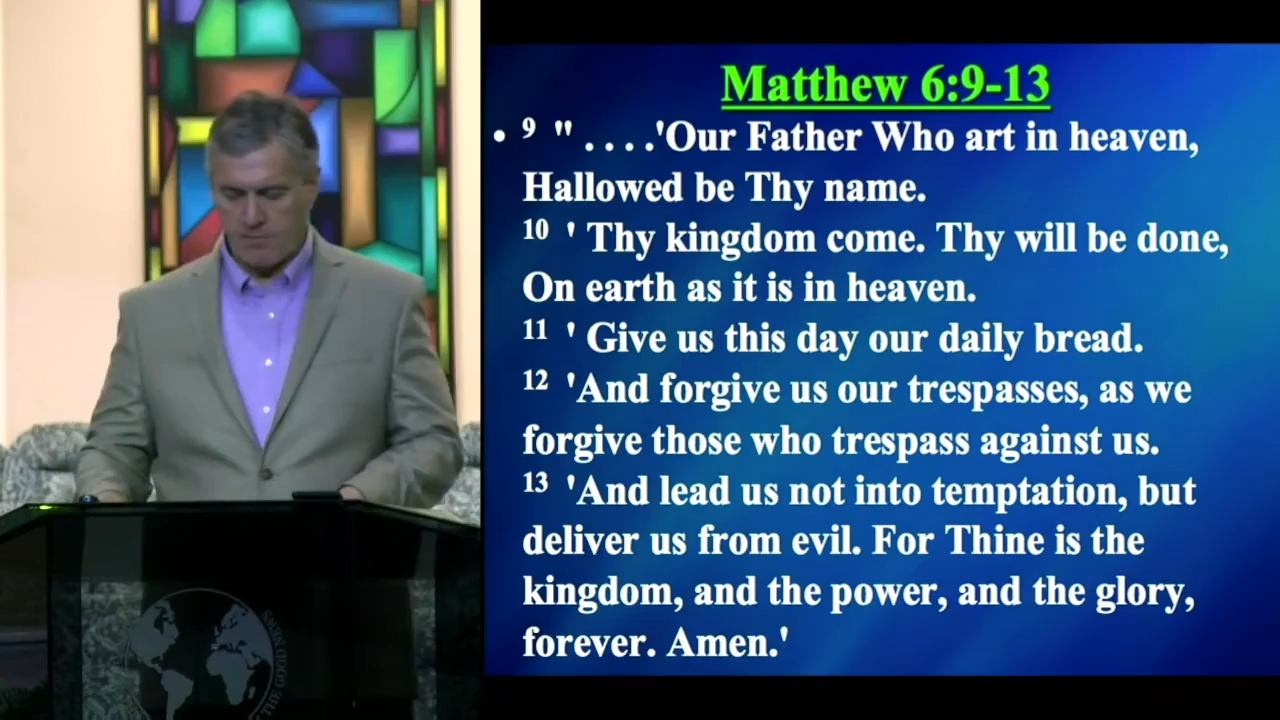 Matthew 6:9-13
• 9 " . . . .'Our Father Who art in heaven,
Hallowed be Thy name.
10 ' Thy kingdom come. Thy will be done,
On earth as it is in heaven.
11 ' Give us this day our daily bread.
12 'And forgive us our trespasses, as we
forgive those who trespass against us.
13 'And lead us not into temptation, but
deliver us from evil. For Thine is the
kingdom, and the power, and the glory,
forever. Amen.'
THE GOOD NEWS